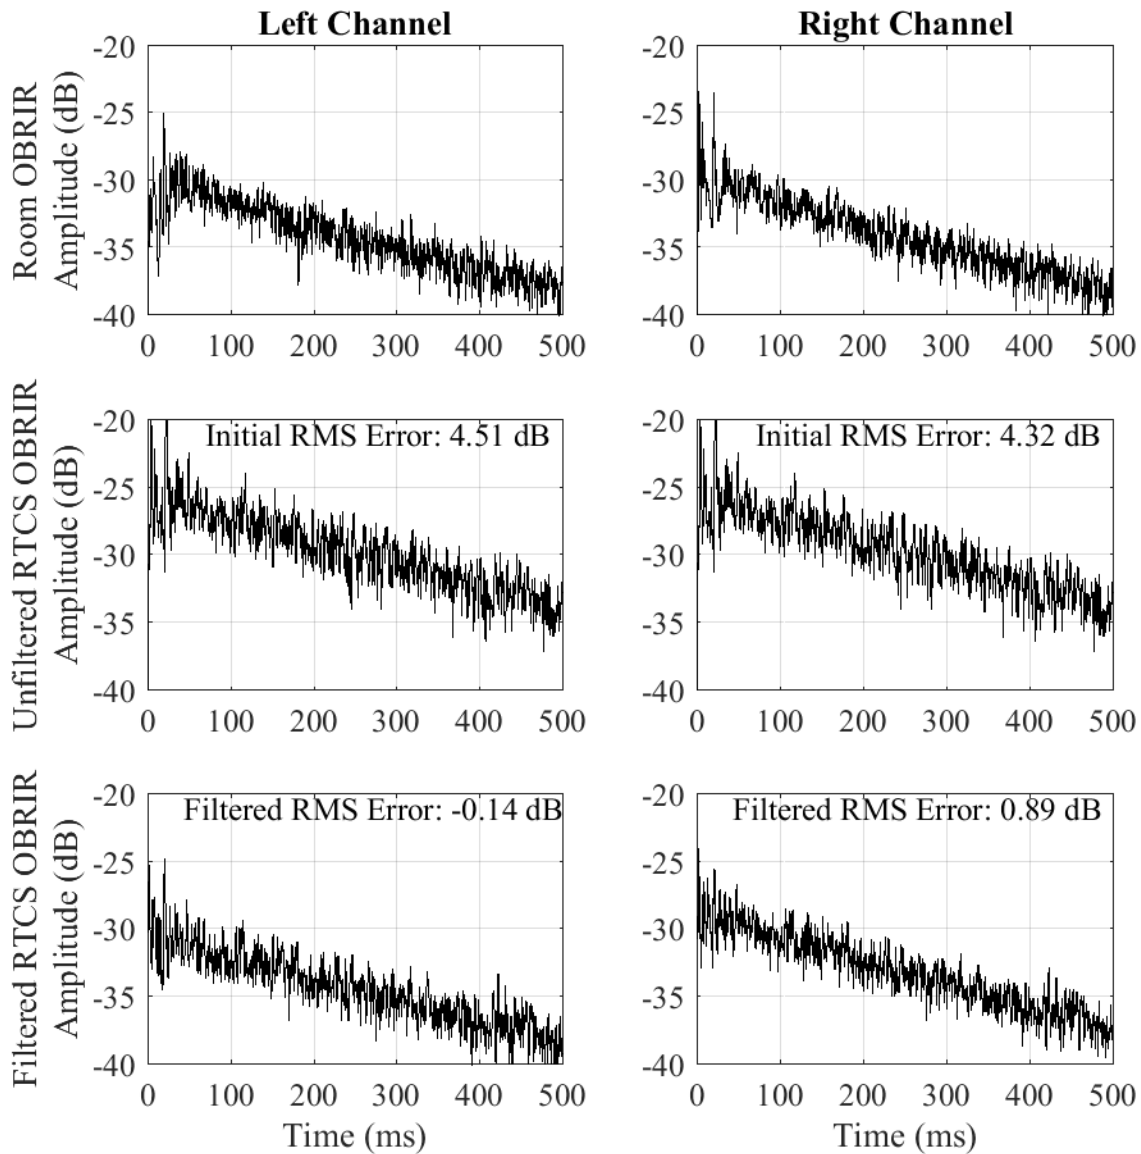 Left Channel
Right Channel
Room OBRIR
Amplitude (dB)
-20
-25
-30
-35
-40
0 100 200 300 400 500
-20
-25
-30
-35
-40
0 100 200 300 400 500
Unfiltered RTCS OBRIR
Amplitude (dB)
Initial RMS Error: 4.51 dB
-20
-25
-30
-35
-40
0 100 200 300 400 500
Initial RMS Error: 4.32 dB
-20
-25
-30
-35
-40
0 100 200 300 400 500
Filtered RTCS OBRIR
Amplitude (dB)
Filtered RMS Error: -0.14 dB
-20
-25
-30
-35
-40
0 100 200 300 400 500
Time (ms)
Filtered RMS Error: 0.89 dB
-20
-25
-30
-35
-40
0 100 200 300 400 500
Time (ms)